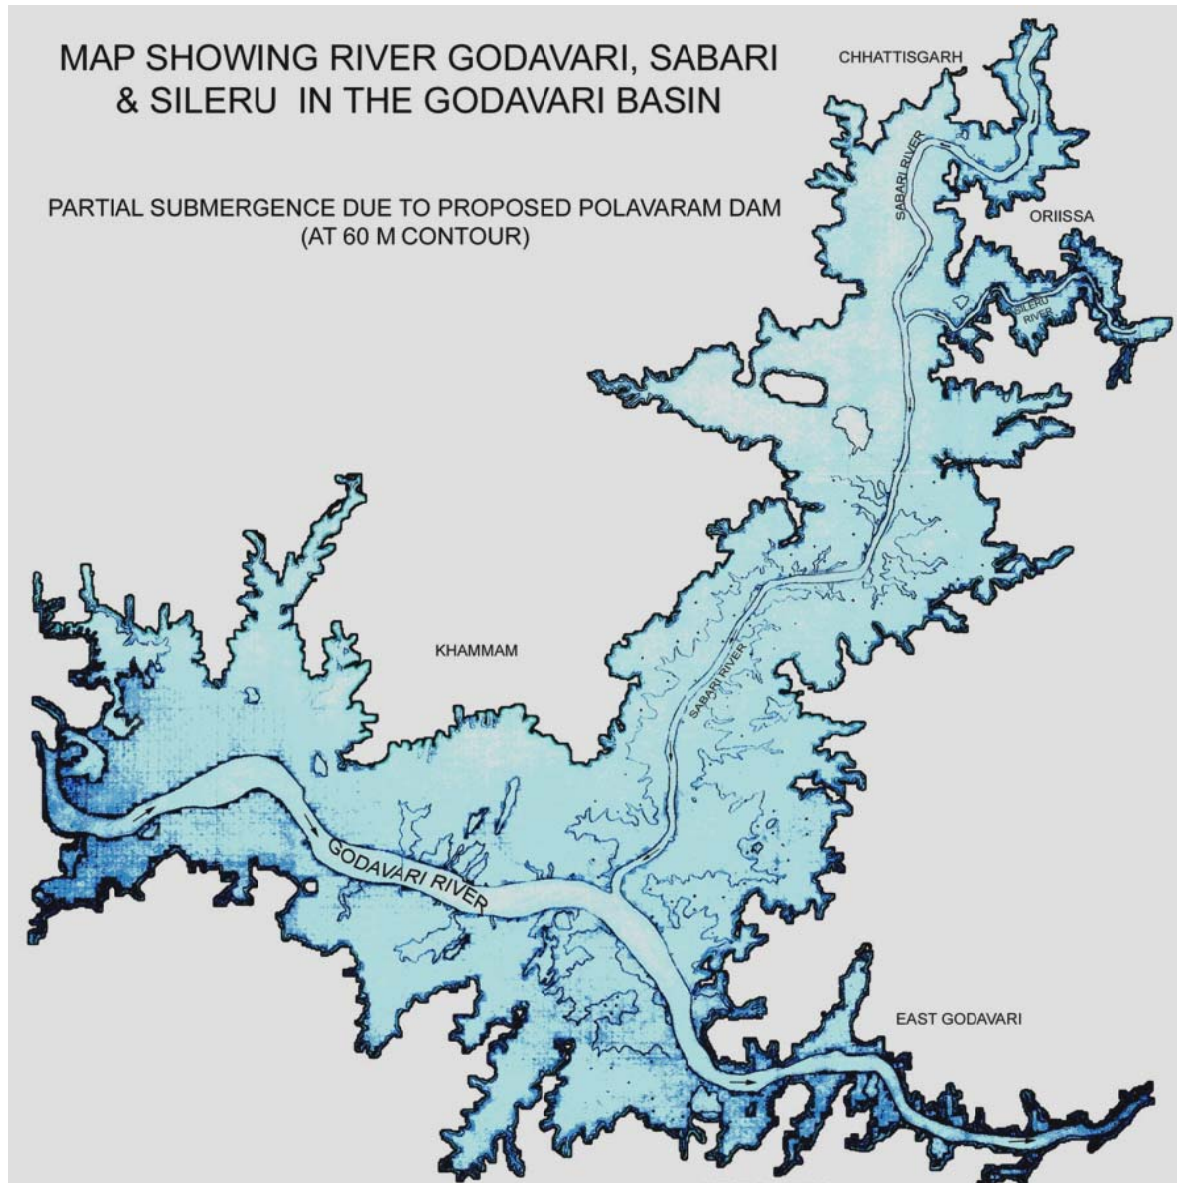 MAP SHOWING RIVER GODAVARI, SABARI
& SILERU IN THE GODAVARI BASIN
CHHATTISGARH
SABARI RIVER
PARTIAL SUBMERGENCE DUE TO PROPOSED POLAVARAM DAM
(AT 60 M CONTOUR)
ORIISSA
SILERU
RIVER
KHAMMAM
SABARI RIVER
GODAVARI RIVER
EAST GODAVARI